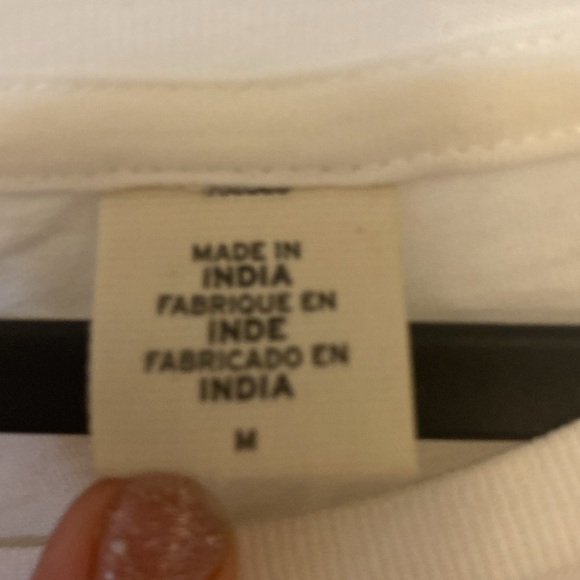 MADE IN
INDIA
FABRIQUE EN
INDE
FABRICADO EN
INDIA
M